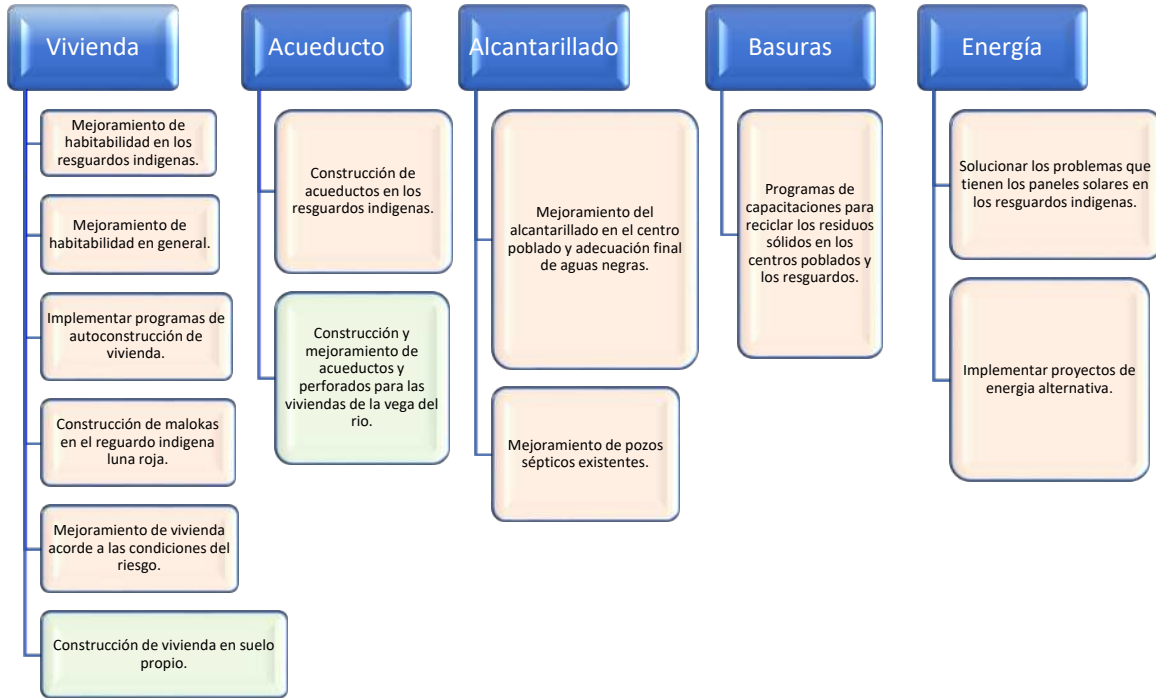 Vivienda
Mejoramiento de
habitabilidad en los
resguardos indigenas.
Mejoramiento de
habitabilidad en general.
Implementar programas de
autoconstrucción de
vivienda.
Construcción de malokas
en el reguardo indigena
luna roja.
Mejoramiento de vivienda
acorde a las condiciones del
riesgo.
Construcción de vivienda en suelo
propio.
Acueducto
Construcción de
acueductos en los
resguardos indigenas.
Construcción y
mejoramiento de
acueductos y
perforados para las
viviendas de la vega del
rio.
Alcantarillado
Mejoramiento del
alcantarillado en el centro
poblado y adecuación final
de aguas negras.
Mejoramiento de pozos
sépticos existentes.
Basuras
Programas de
capacitaciones para
reciclar los residuos
sólidos en los
centros poblados y
los resguardos.
Energía
Solucionar los problemas que
tienen los paneles solares en
los resguardos indigenas.
Implementar proyectos de
energia alternativa.